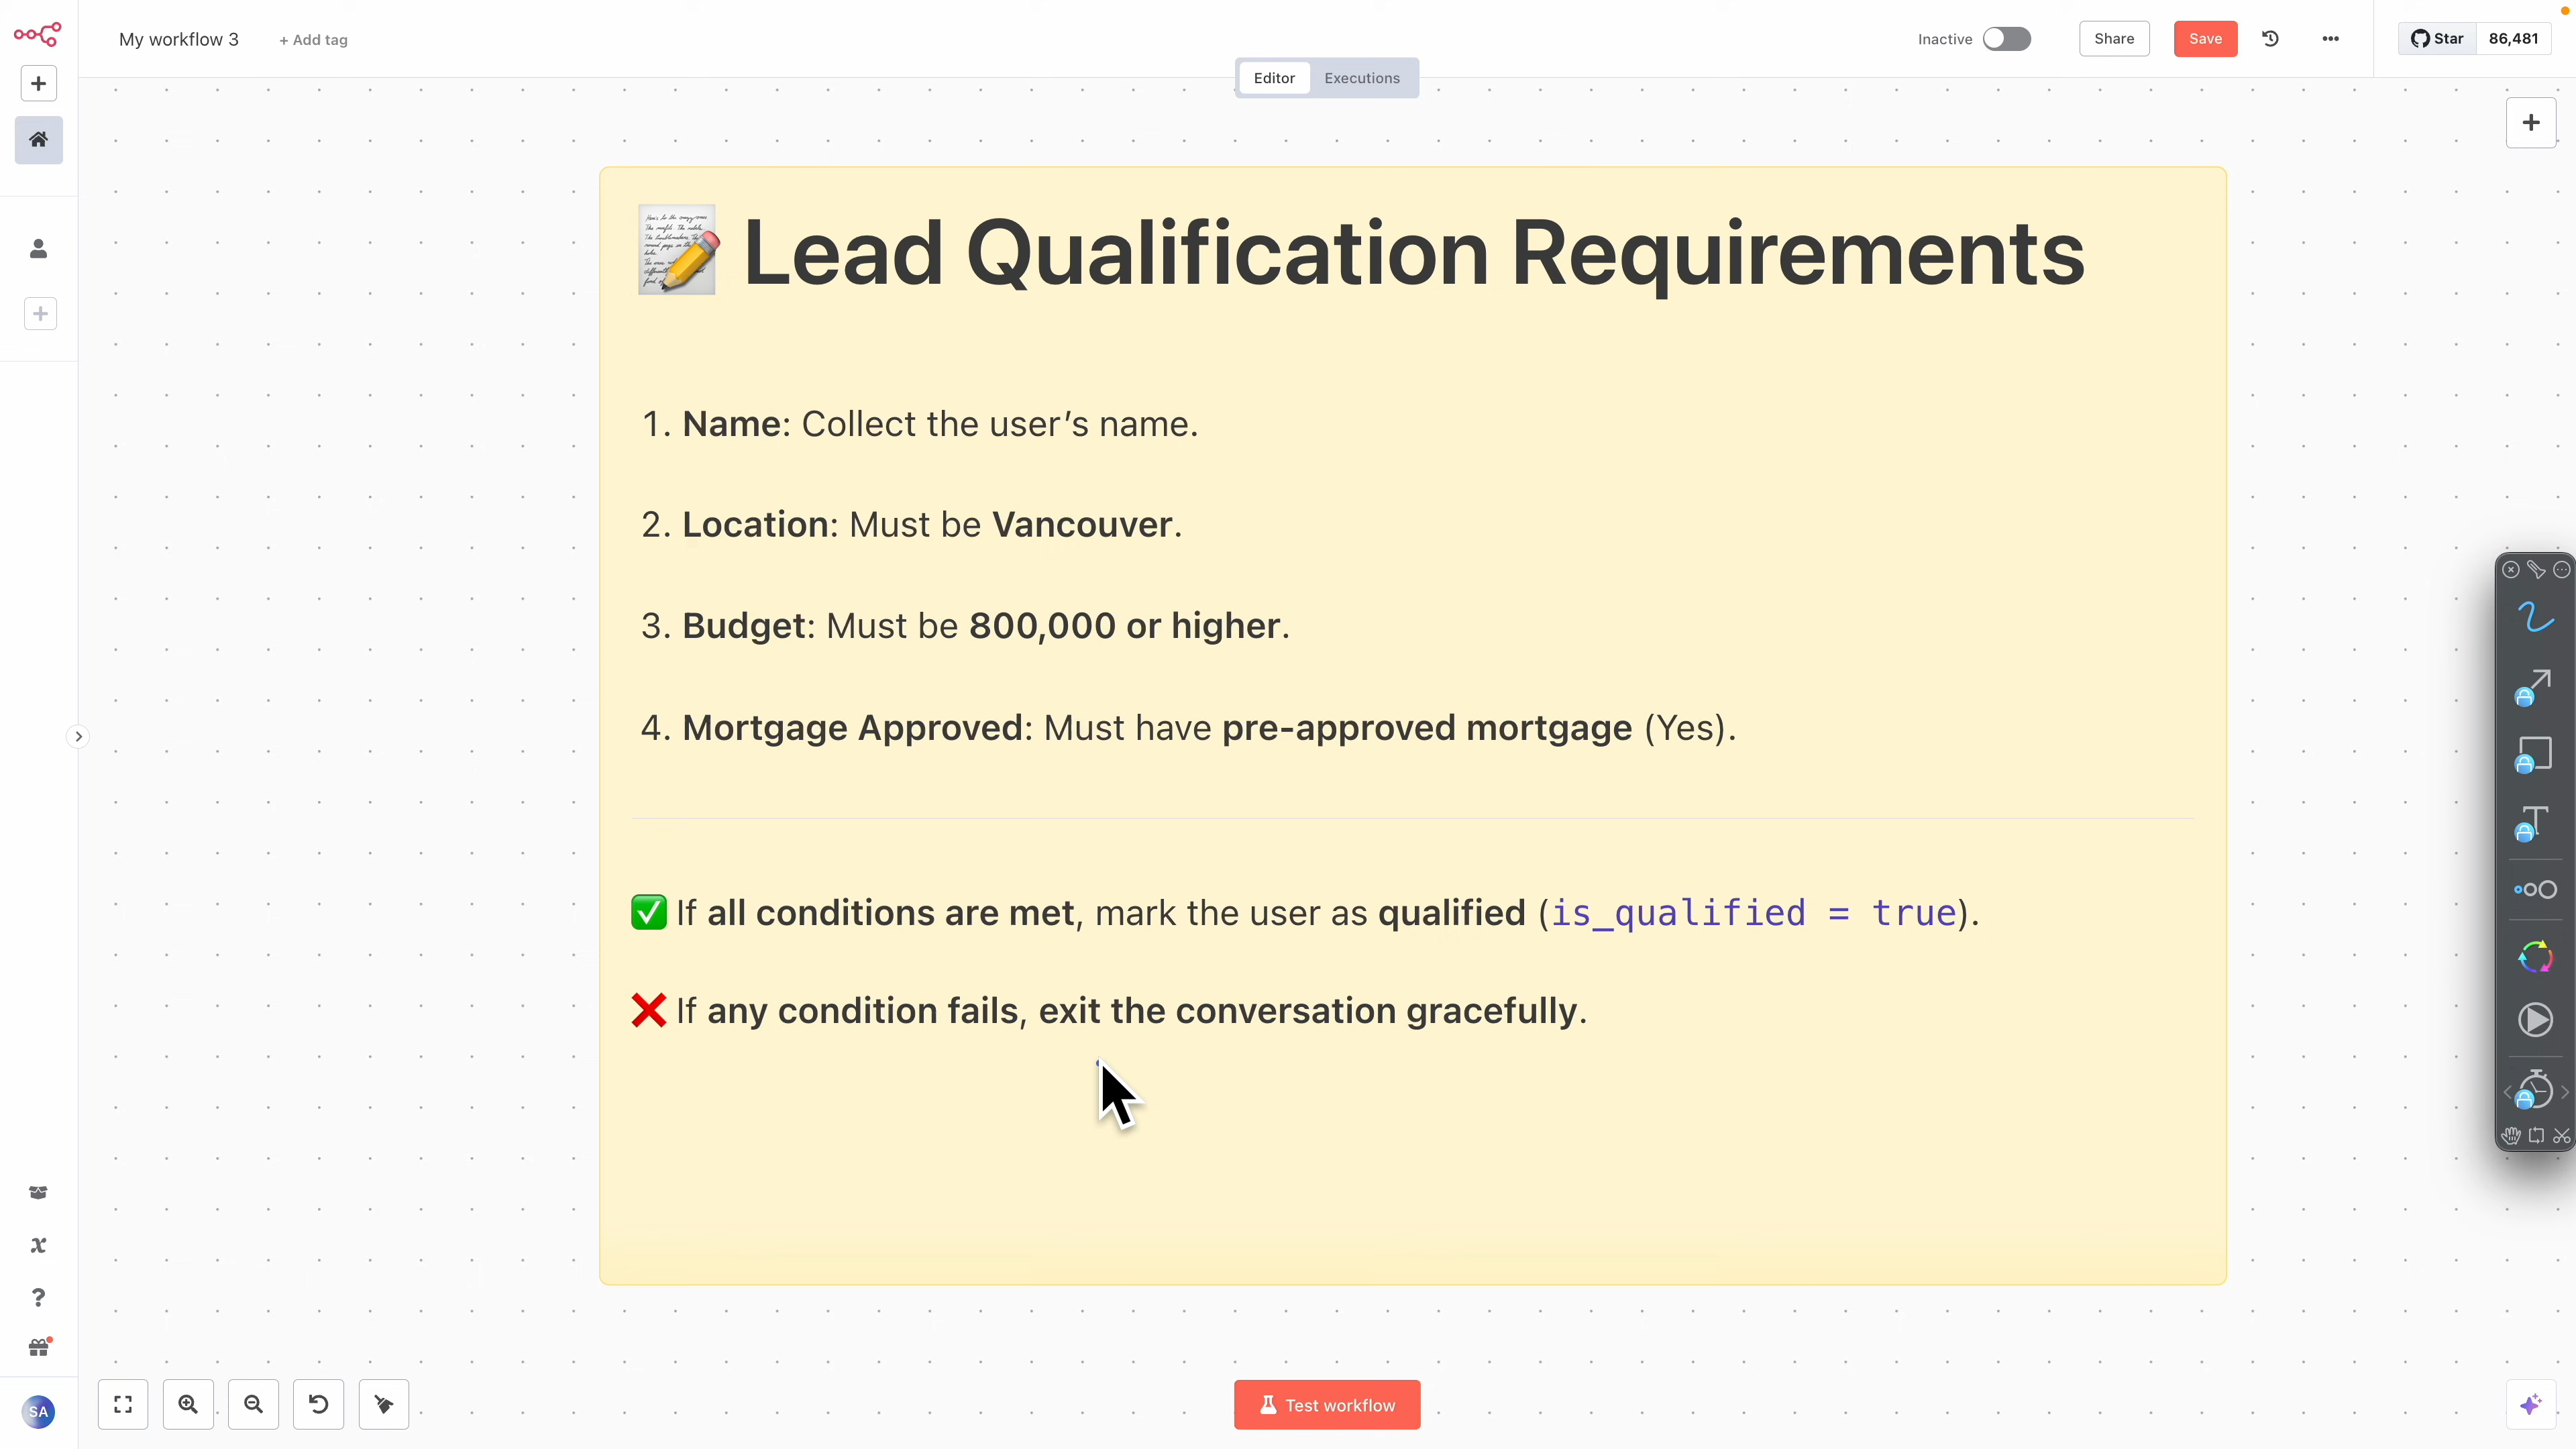 My workflow 3
+ Add tag
Inactive
Share
Save
Star
86,481
Editor
Executions
Lead Qualification Requirements
1. Name: Collect the user's name.
2. Location: Must be Vancouver.
3. Budget: Must be 800,000 or higher.
4. Mortgage Approved: Must have pre-approved mortgage (Yes).
✅ If all conditions are met, mark the user as qualified (is_qualified = true).
❌ If any condition fails, exit the conversation gracefully.
SA
Test workflow